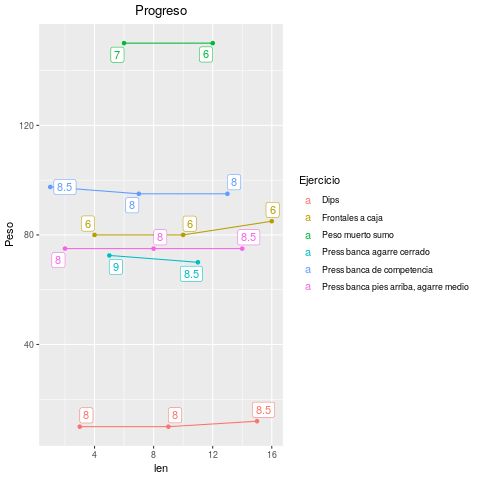 Progreso
Peso
120
80
40
7
6
8.5
8
8
6
6
6
8
8
8.5
9
8.5
8
8
8.5
4
8
12
16
len
Ejercicio
a Dips
a Frontales a caja
a Peso muerto sumo
a Press banca agarre cerrado
a Press banca de competencia
a Press banca pies arriba, agarre medio